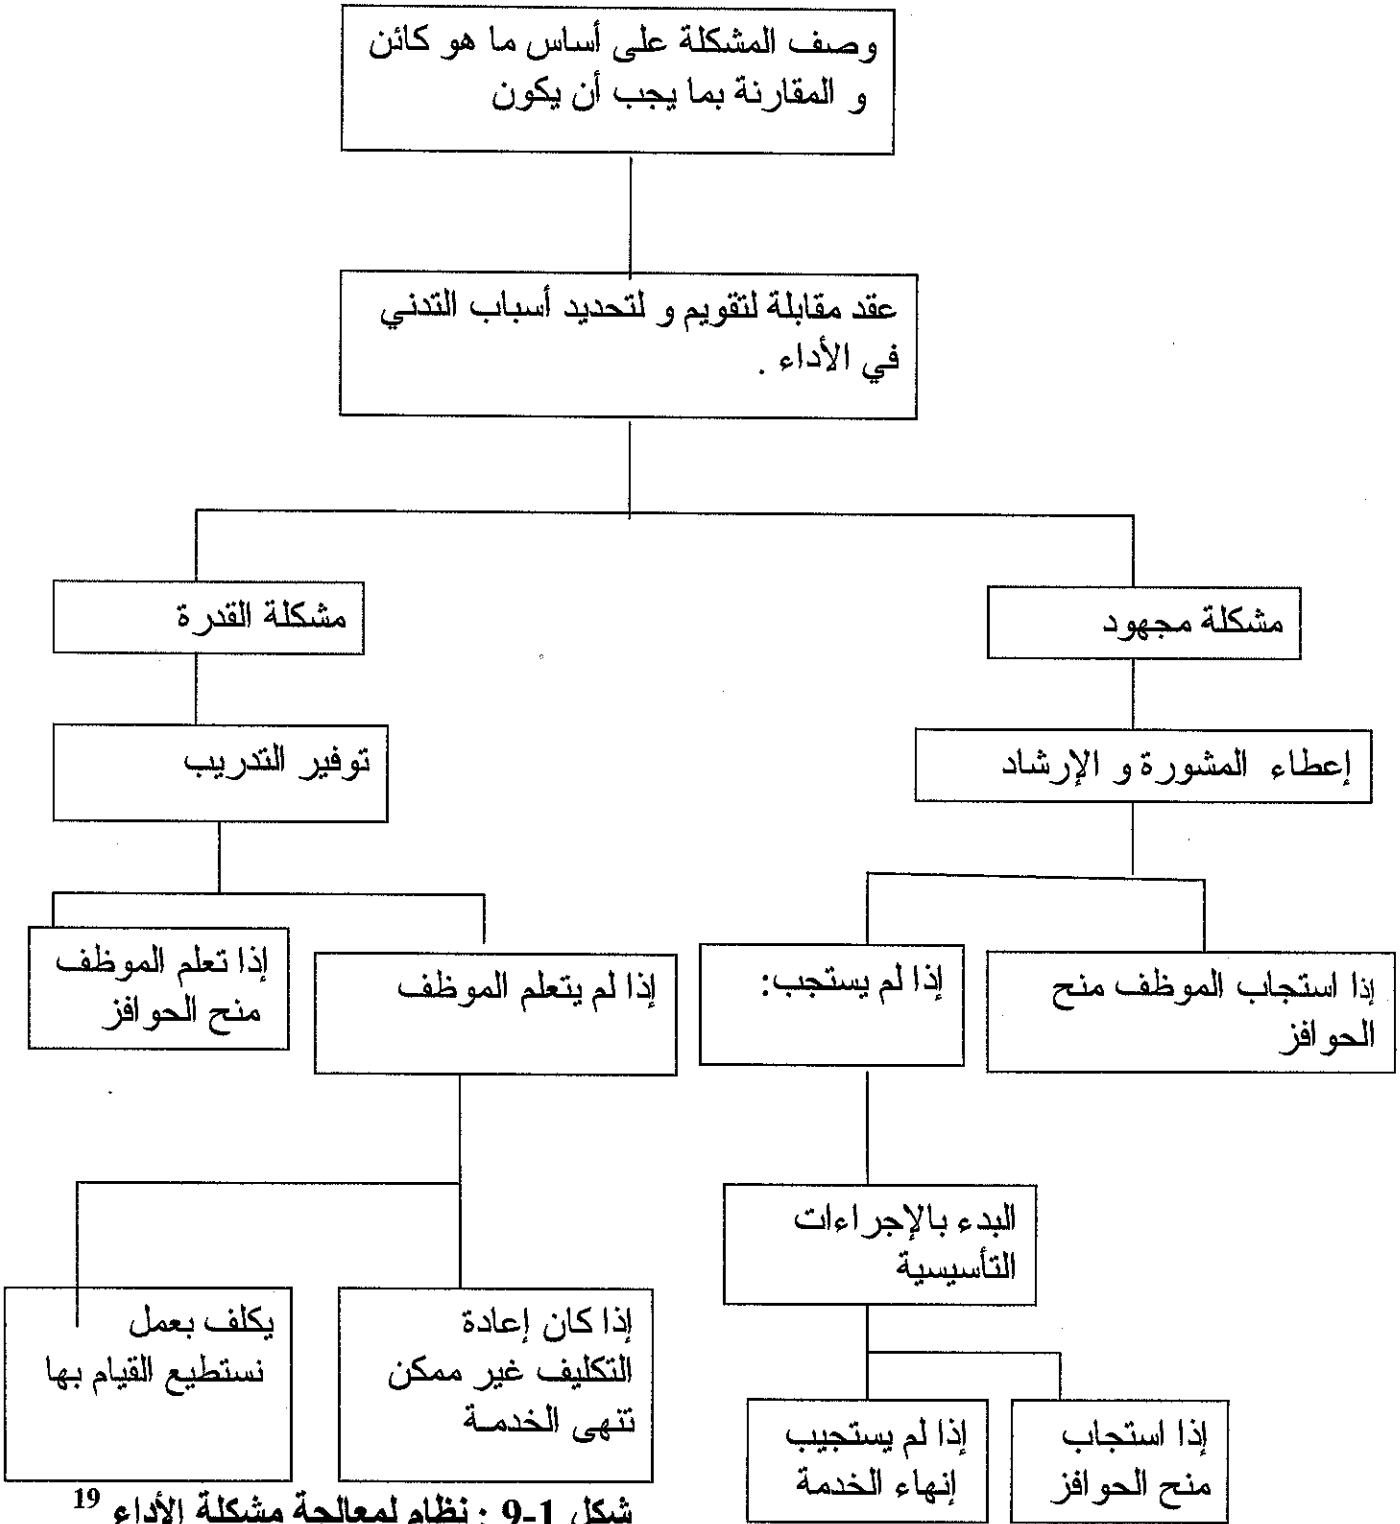 وصف المشكلة على أساس ما هو كائن
و المقارنة بما يجب أن يكون
عقد مقابلة لتقويم و لتحديد أسباب التدني
في الأداء .
مشكلة مجهود
مشكلة القدرة
إعطاء المشورة و الإرشاد
توفير التدريب
إذا استجاب الموظف منح
الحوافز
إذا لم يستجب:
إذا لم يتعلم الموظف
إذا تعلم الموظف
منح الحوافز
البدء بالإجراءات
التأسيسية
إذا كان إعادة
التكليف غير ممكن
تنهى الخدمة
يكلف بعمل
نستطيع القيام بها
إذا استجاب
منح الحوافز
إذا لم يستجيب
إنهاء الخدمة
شكل 1-9 : نظام لمعالجة مشكلة الأداء 19